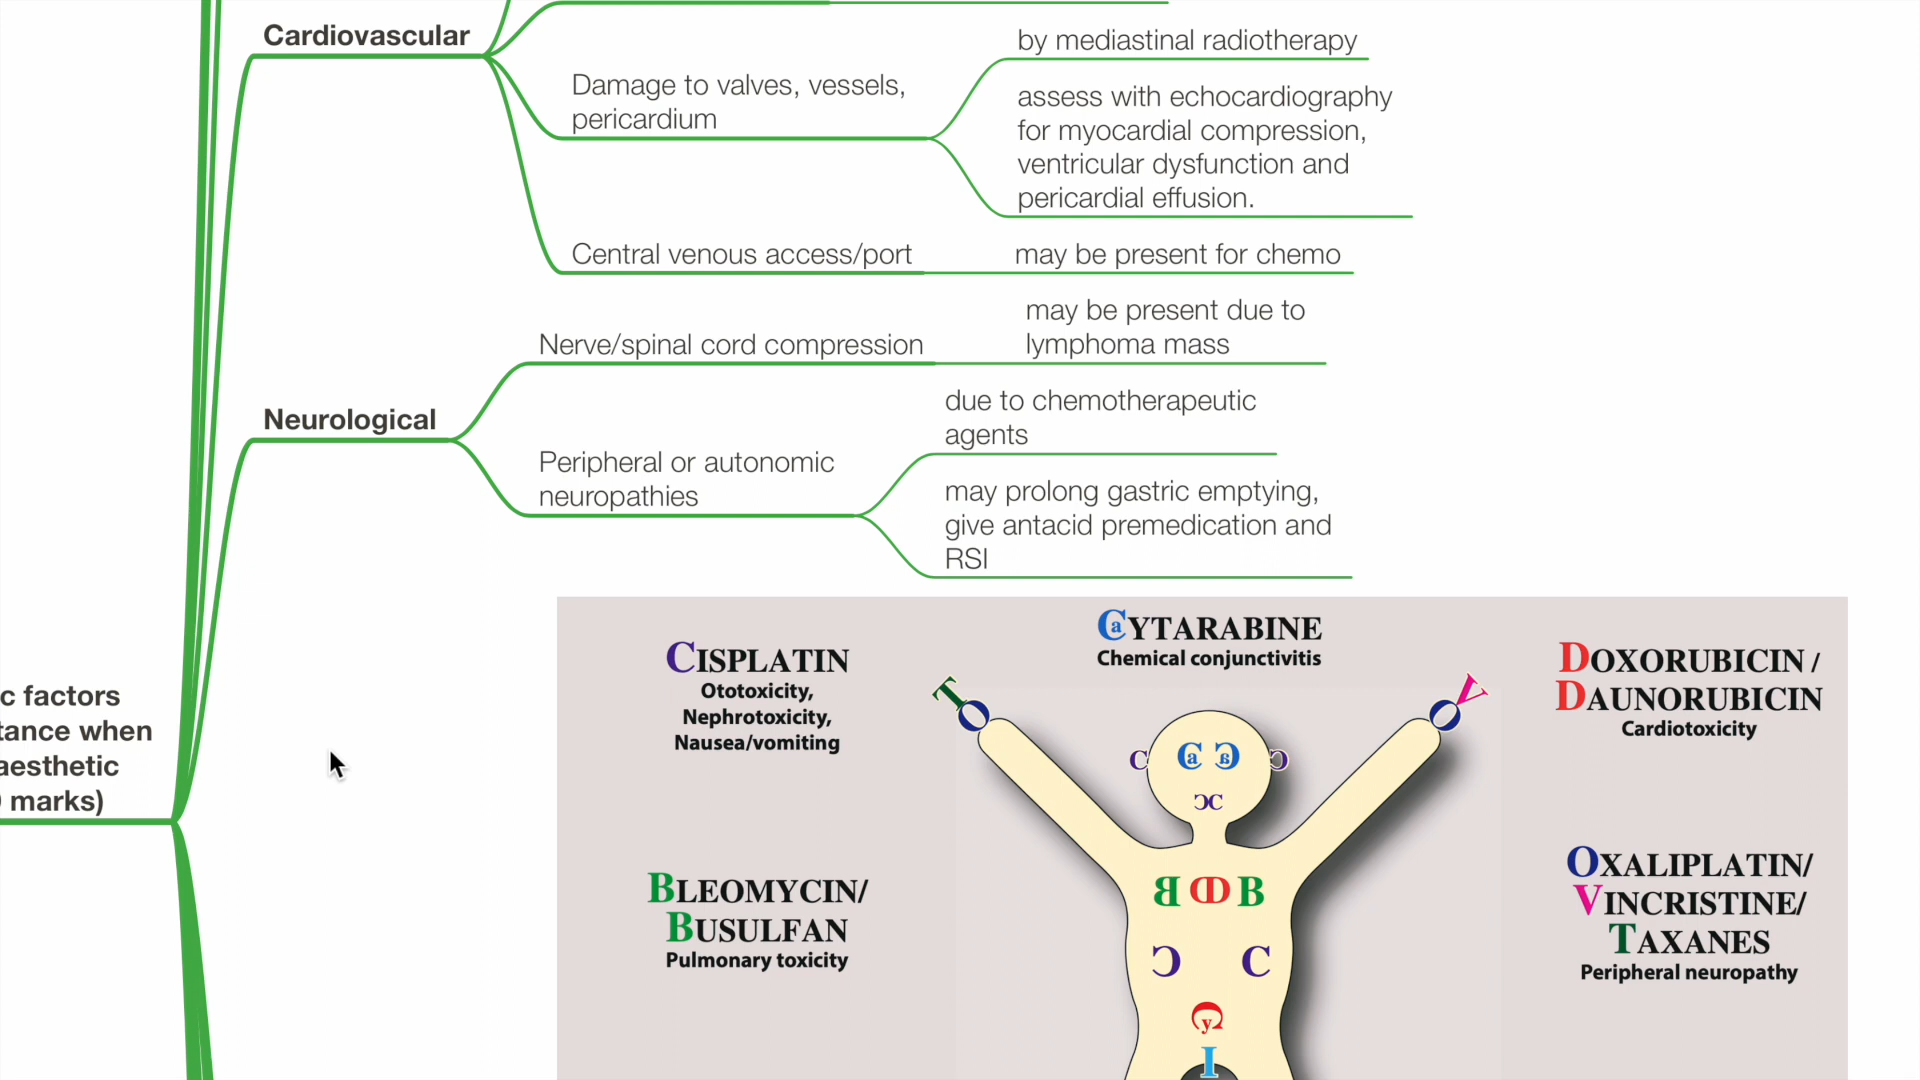 Cardiovascular
Damage to valves, vessels,
pericardium
by mediastinal radiotherapy
assess with echocardiography
for myocardial compression,
ventricular dysfunction and
pericardial effusion.
Central venous access/port
may be present for chemo
Neurological
Nerve/spinal cord compression
may be present due to
lymphoma mass
Peripheral or autonomic
neuropathies
due to chemotherapeutic
agents
may prolong gastric emptying,
give antacid premedication and
RSI
c factors
tance when
aesthetic
) marks)
CISPLATIN
Ototoxicity,
Nephrotoxicity,
Nausea/vomiting
CaYTARABINE
Chemical conjunctivitis
DOXORUBICIN /
DAUNORUBICIN
Cardiotoxicity
BLEOMYCIN/
BUSULFAN
Pulmonary toxicity
OXALIPLATIN/
VINCRISTINE/
TAXANES
Peripheral neuropathy
T O
O V
C Ca Ca C
C C
B D D B
C C
Cy
I